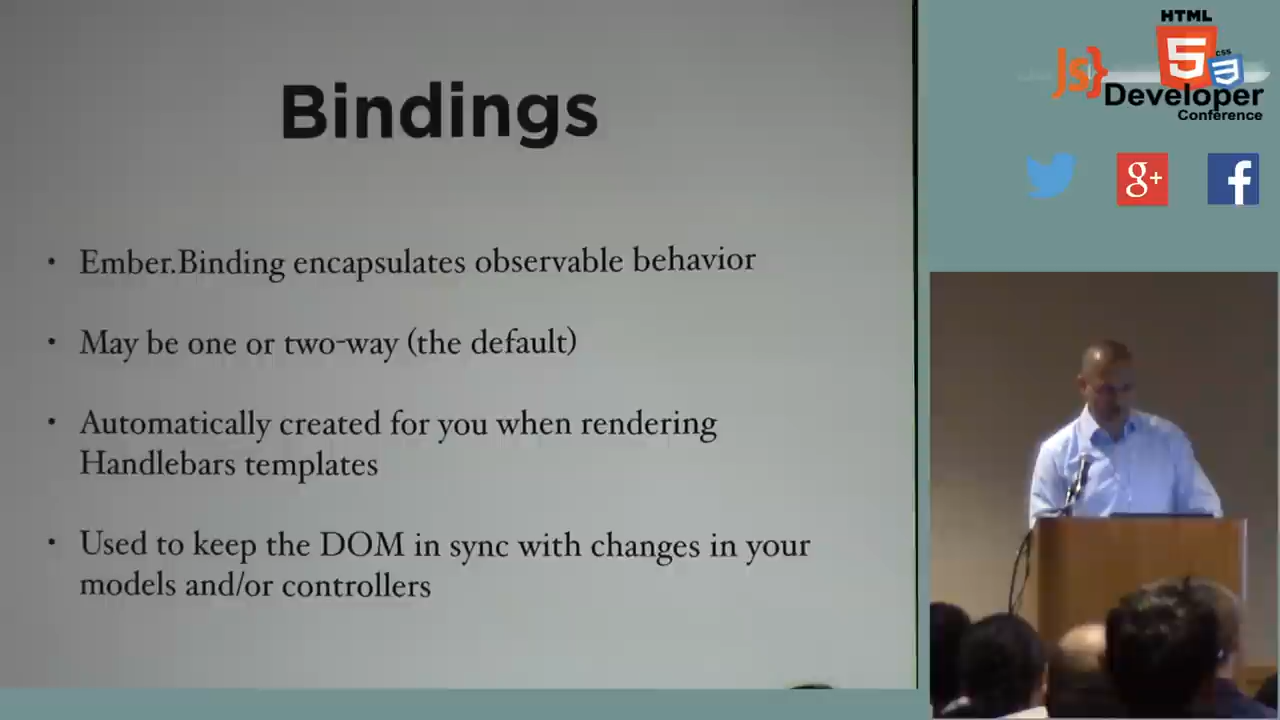 Bindings
• Ember.Binding encapsulates observable behavior
• May be one or two-way (the default)
• Automatically created for you when rendering
Handlebars templates
• Used to keep the DOM in sync with changes in your
models and/or controllers
HTML
5
css
3
Js}
Developer
Conference
g+
f